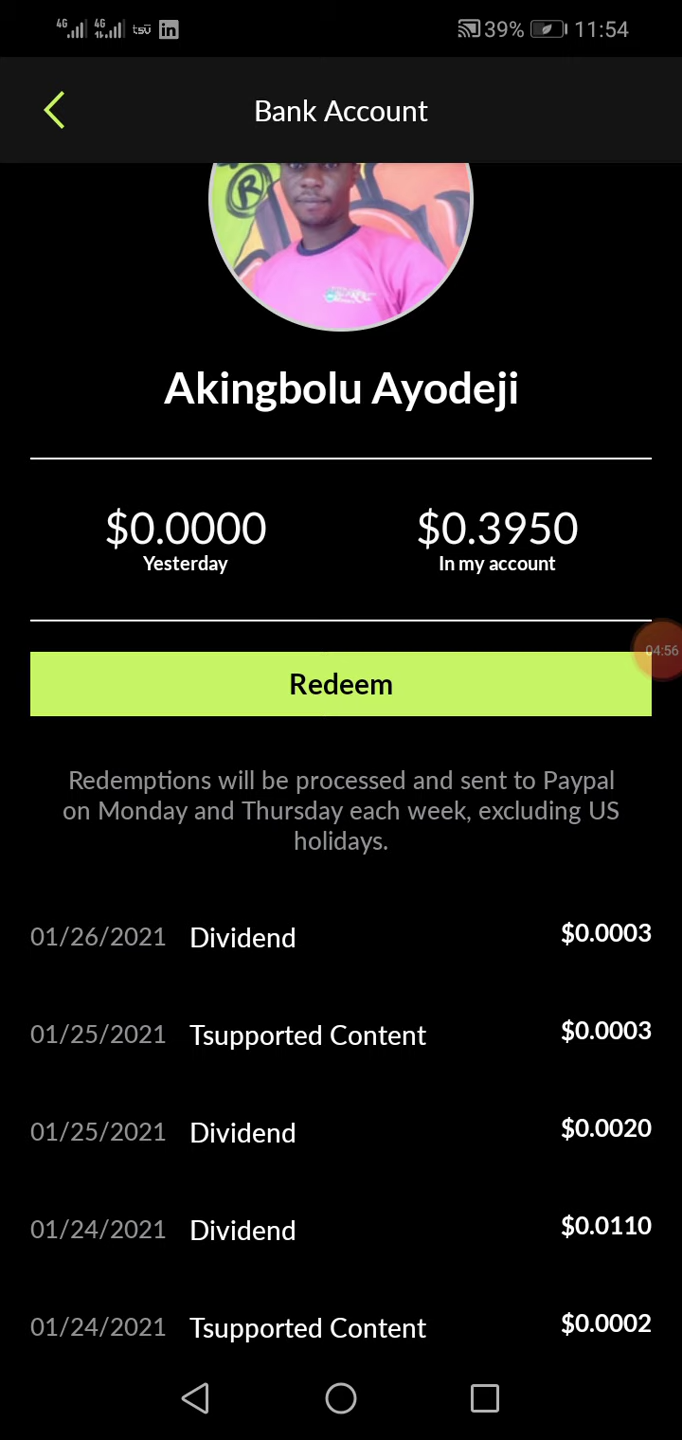 4G 4G tsū in 39% 11:54
Bank Account
R
Akingbolu Ayodeji
$0.0000 $0.3950
Yesterday In my account
04:56
Redeem
Redemptions will be processed and sent to Paypal
on Monday and Thursday each week, excluding US
holidays.
01/26/2021 Dividend $0.0003
01/25/2021 Tsupported Content $0.0003
01/25/2021 Dividend $0.0020
01/24/2021 Dividend $0.0110
01/24/2021 Tsupported Content $0.0002